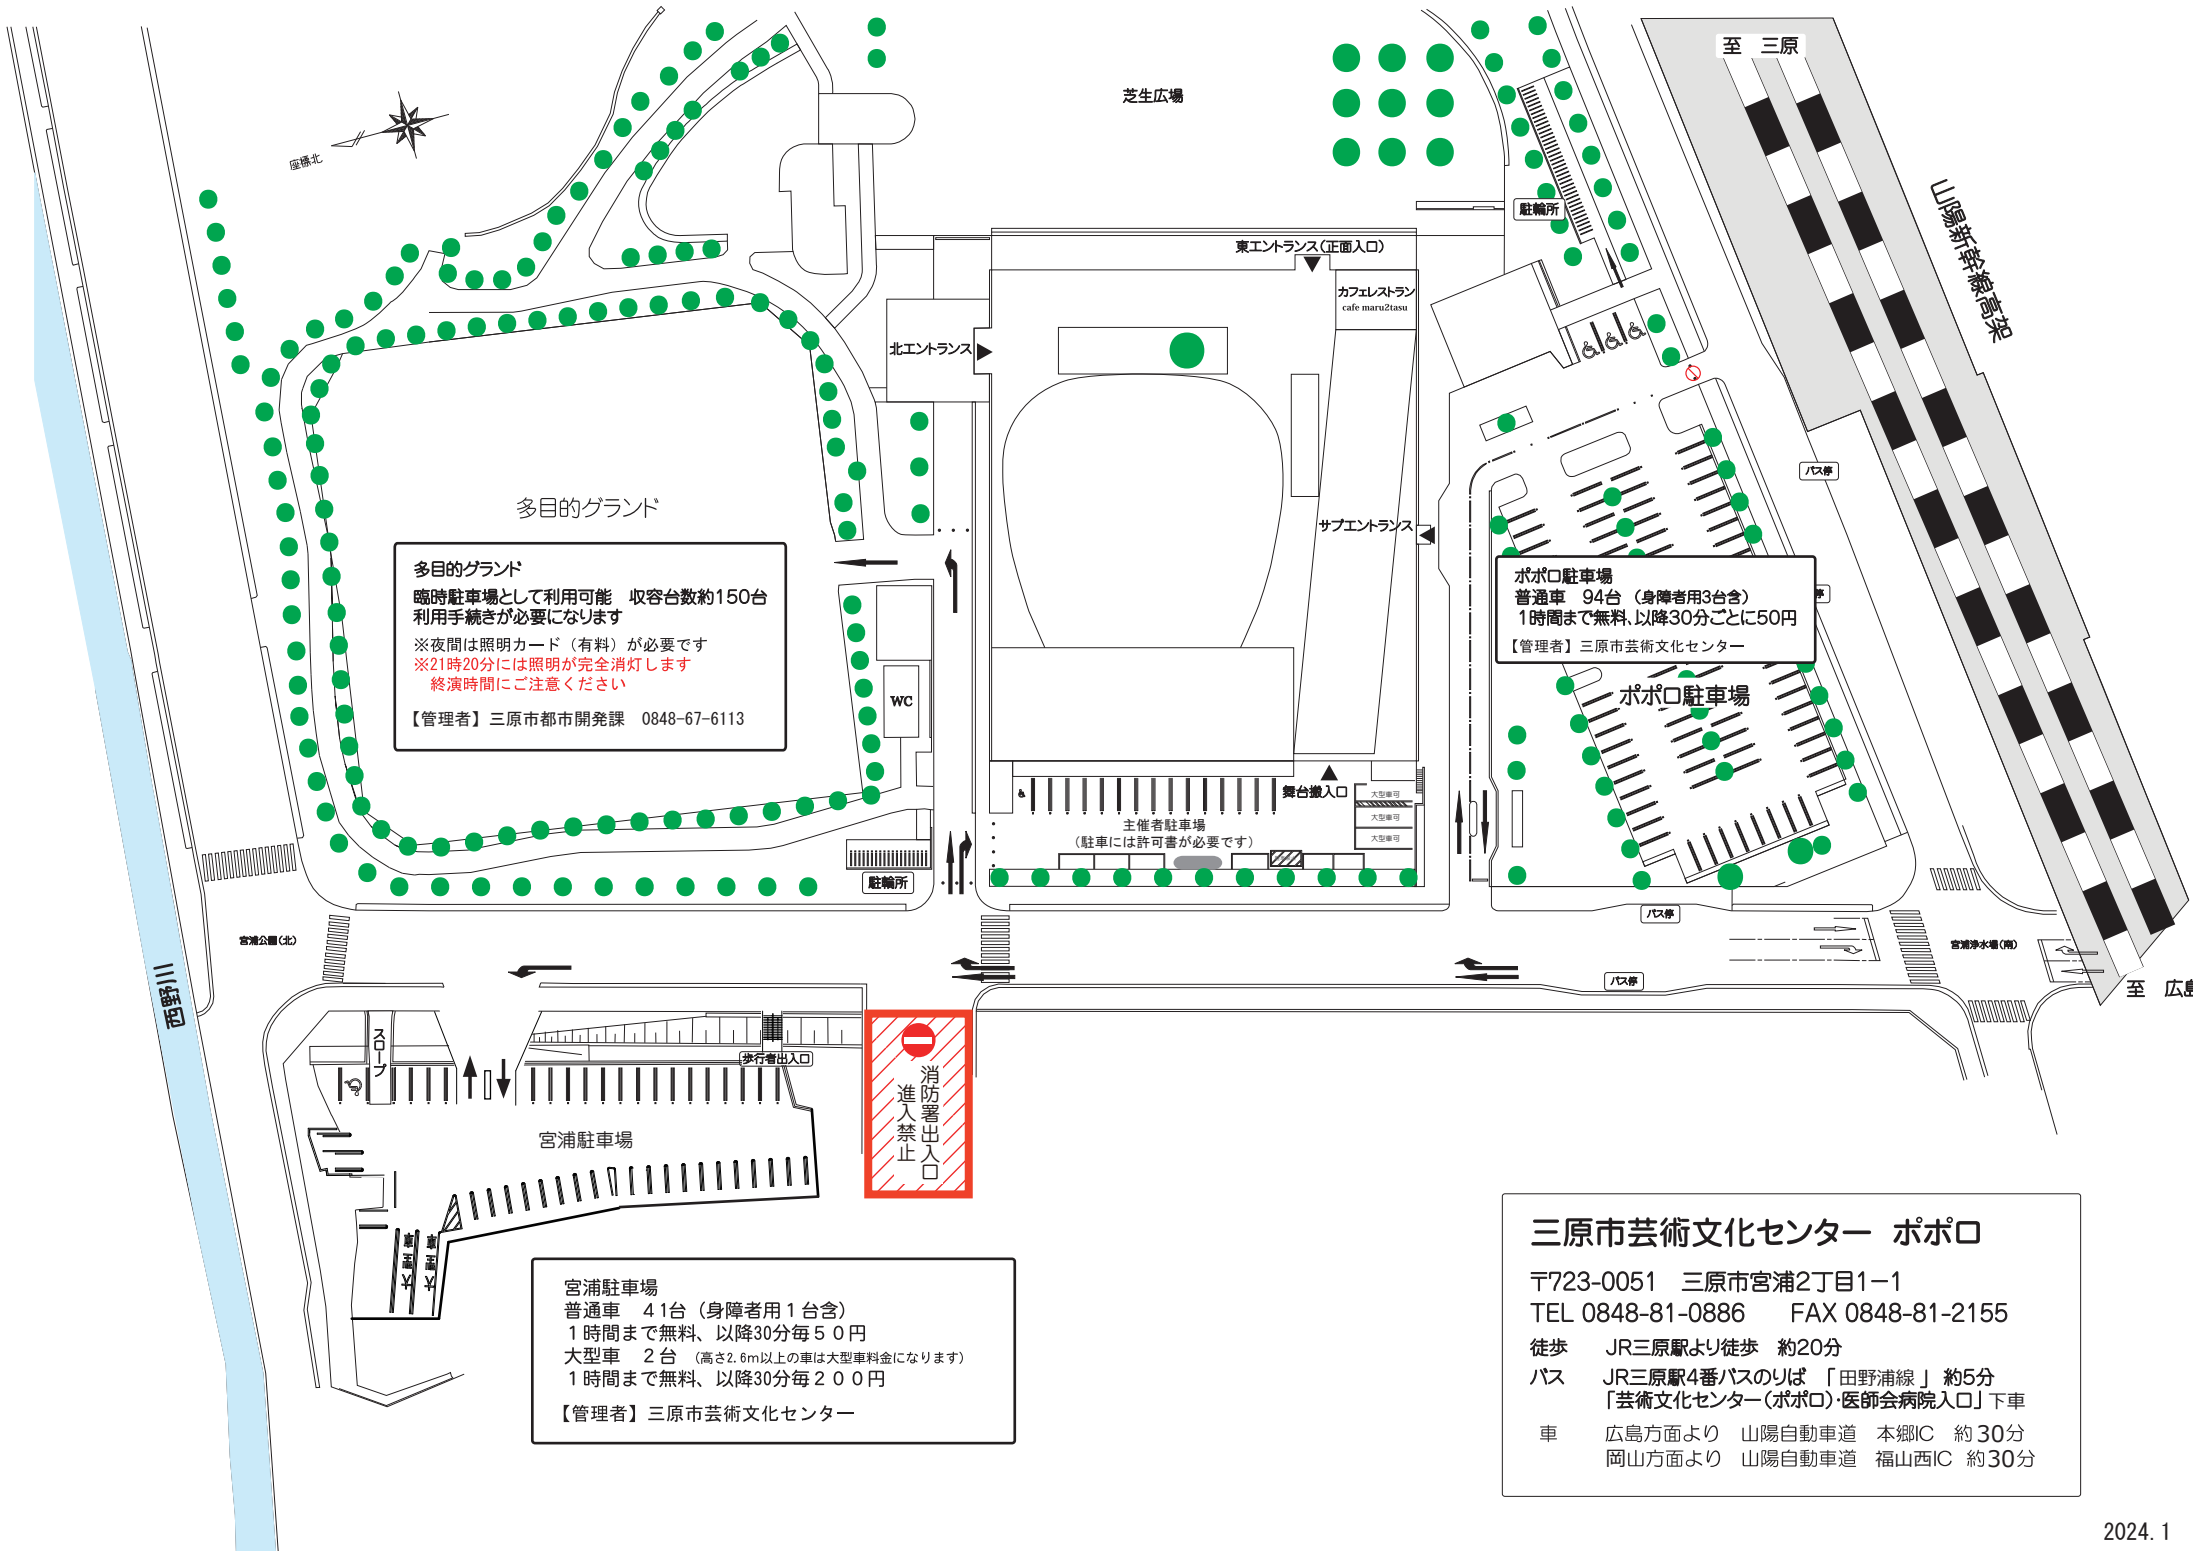 至　三原
芝生広場
座標北
駐輪所
山陽新幹線高架
東エントランス(正面入口)
カフェレストラン
cafe maru2tasu
北エントランス
バス停
多目的グランド
サブエントランス
多目的グランド
臨時駐車場として利用可能　収容台数約150台
利用手続きが必要になります
※夜間は照明カード（有料）が必要です
※21時20分には照明が完全消灯します
終演時間にご注意ください
【管理者】三原市都市開発課　0848-67-6113
ポポロ駐車場
普通車　94台　(身障者用3台含)
1時間まで無料、以降30分ごとに50円
【管理者】三原市芸術文化センター
停
WC
ポポロ駐車場
舞台搬入口
大型車可
大型車可
大型車可
主催者駐車場
(駐車には許可書が必要です)
駐輪所
バス停
宮浦公園(北)
宮浦浄水場(南)
西野川
バス停
至　広島
スロープ
歩行者出入口
消防署出入口
進入禁止
宮浦駐車場
大型車
大型車
宮浦駐車場
普通車　４1台（身障者用１台含）
１時間まで無料、以降30分毎５０円
大型車　２台　(高さ2.6m以上の車は大型車料金になります)
１時間まで無料、以降30分毎２００円
【管理者】三原市芸術文化センター
三原市芸術文化センター ポポロ
〒723-0051　三原市宮浦2丁目1−1
TEL 0848-81-0886　FAX 0848-81-2155
徒歩　JR三原駅より徒歩　約20分
バス　JR三原駅4番バスのりば　「田野浦線」 約5分
「芸術文化センター(ポポロ)・医師会病院入口」下車
車　広島方面より　山陽自動車道　本郷IC　約30分
岡山方面より　山陽自動車道　福山西IC　約30分
2024.1